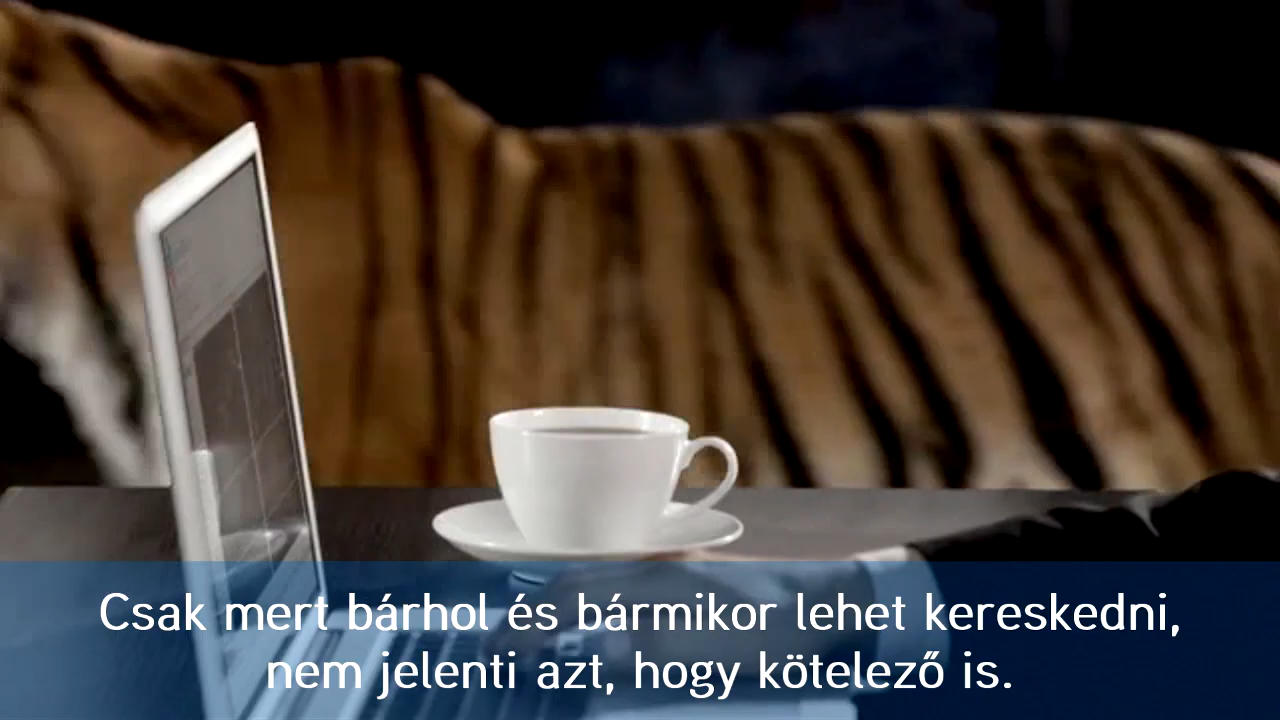 Csak mert bárhol és bármikor lehet kereskedni,
nem jelenti azt, hogy kötelező is.